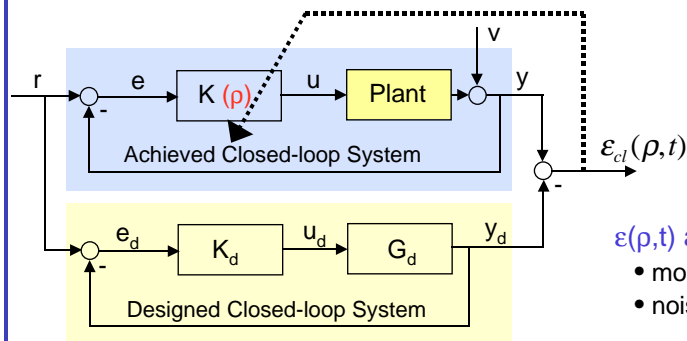 v
r
e
K (ρ)
u
Plant
y
-
Achieved Closed-loop System
ε_cl(ρ,t)
-
e_d
K_d
u_d
G_d
y_d
-
Designed Closed-loop System
ε(ρ,t)
• mo
• nois